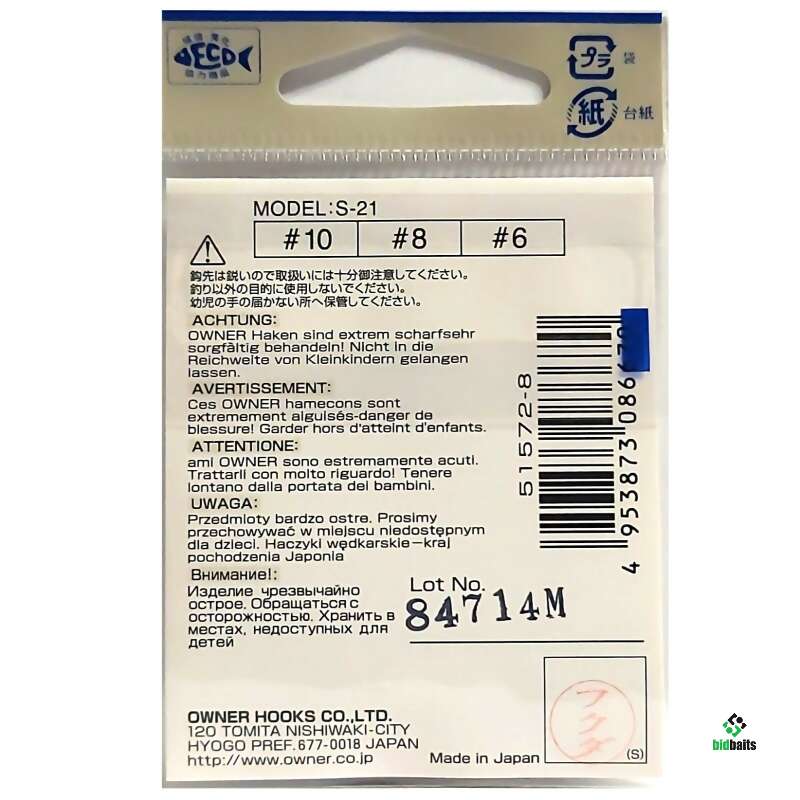 ECO
プラ
袋
紙
台紙
MODEL:S-21
#10 #8 #6
鈎先は鋭いので取扱いには十分御注意してください。
釣り以外の目的に使用しないでください。
幼児の手の届かない所へ保管してください。
ACHTUNG:
OWNER Haken sind extrem scharfsehr
sorgfältig behandeln! Nicht in die
Reichweite von Kleinkindern gelangen
lassen.
AVERTISSEMENT:
Ces OWNER hamecons sont
extremement aiguisés-danger de
blessure! Garder hors d'atteint d'enfants.
ATTENTIONE:
ami OWNER sono estremamente acuti.
Trattarli con molto riguardo! Tenere
lontano dalla portata dei bambini.
UWAGA:
Przedmioty bardzo ostre. Prosimy
przechowywać w miejscu niedostępnym
dla dzieci. Haczyki wędkarskie-kraj
pochodzenia Japonia
Внимание!:
Изделие чрезвычайно
острое. Обращаться с
осторожностью. Хранить в
местах, недоступных для
детей
51572-8
4 953873 086
Lot No.
84714M
フクダ
(S)
OWNER HOOKS CO.,LTD.
120 TOMITA NISHIWAKI-CITY
HYOGO PREF.677-0018 JAPAN
http://www.owner.co.jp
Made in Japan
bidbaits